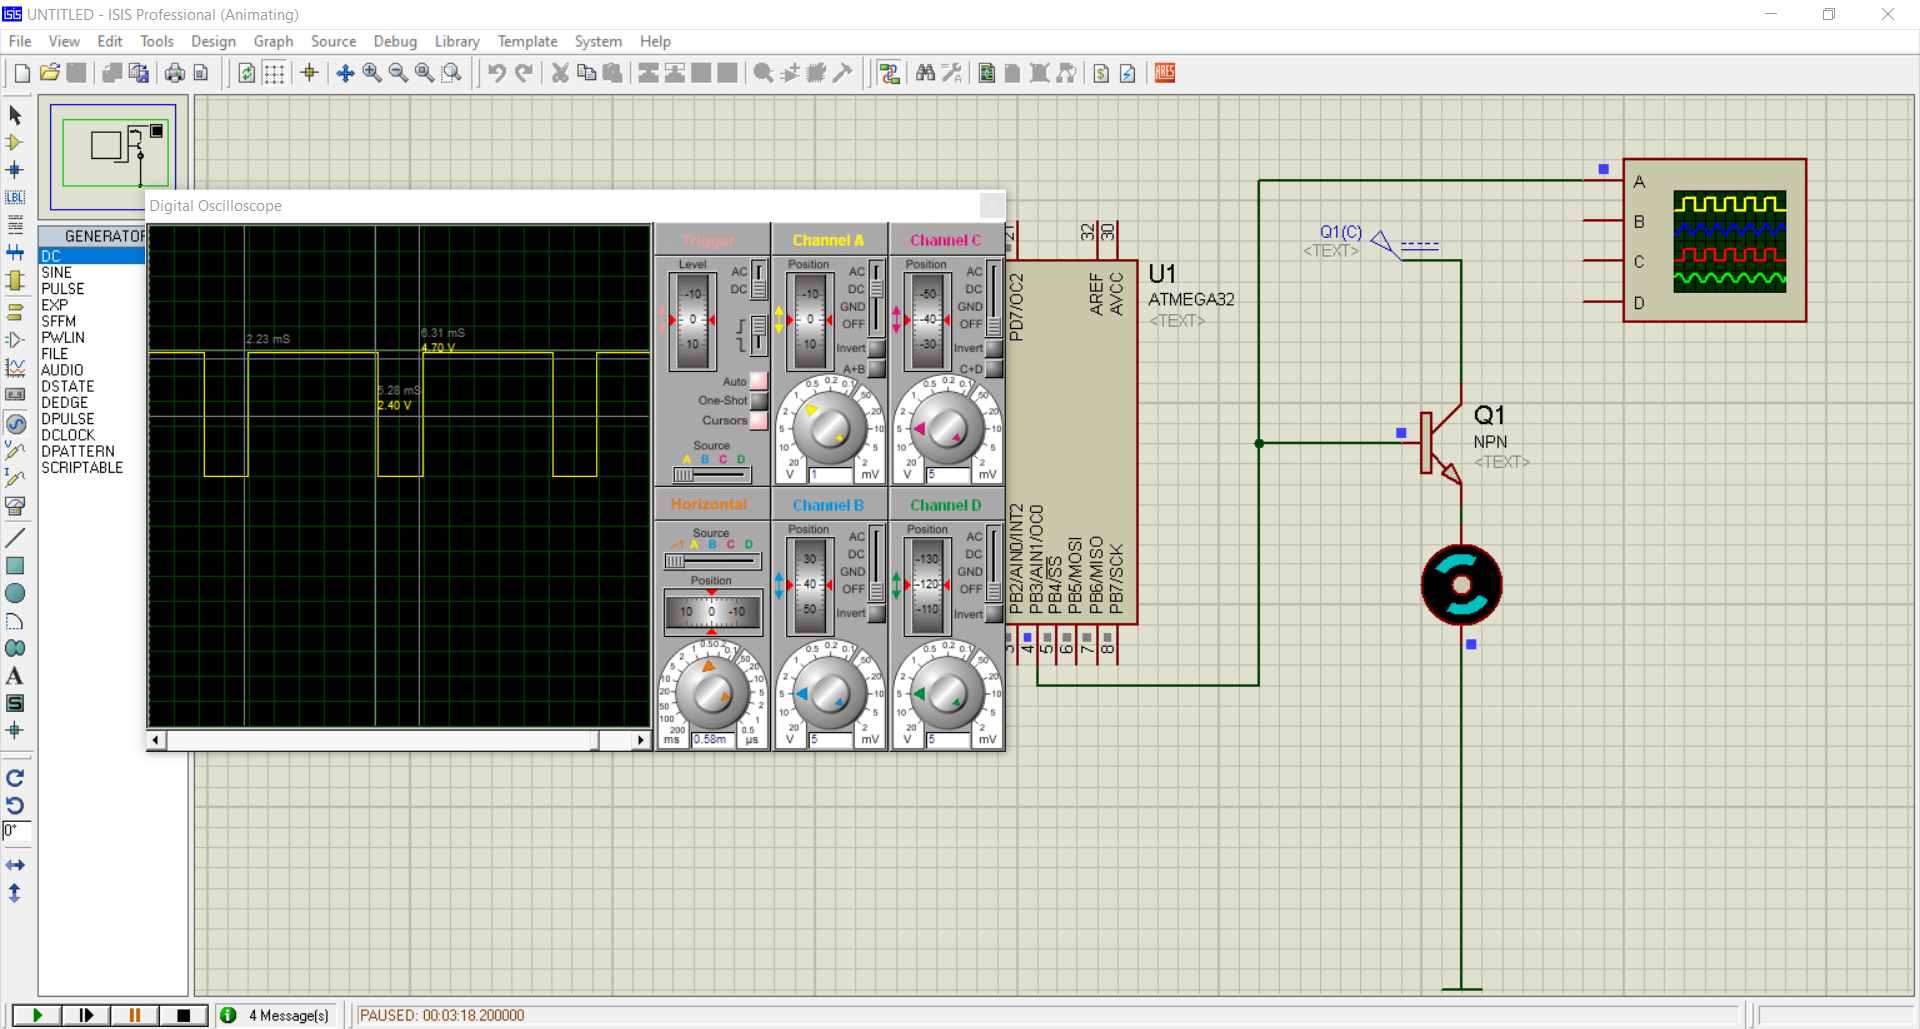 UNTITLED - ISIS Professional (Animating)
File View Edit Tools Design Graph Source Debug Library Template System Help
ARES
LBL
GENERATOR
DC
SINE
PULSE
EXP
SFFM
PWLIN
FILE
AUDIO
DSTATE
DEDGE
DPULSE
DCLOCK
DPATTERN
SCRIPTABLE
0°
Digital Oscilloscope
2.23 mS
6.31 mS
4.70 V
5.28 mS
2.40 V
Trigger
Level
-10
0
10
AC
DC
Auto
One-Shot
Cursors
Source
A B C D
Channel A
Position
-10
0
10
AC
DC
GND
OFF
Invert
A+B
V 1 mV
Channel C
Position
-50
-40
-30
AC
DC
GND
OFF
Invert
C+D
V 5 mV
Horizontal
Source
A B C D
Position
10 0 -10
ms 0.58m µs
Channel B
Position
30
40
50
AC
DC
GND
OFF
Invert
V 5 mV
Channel D
Position
-130
-120
-110
AC
DC
GND
OFF
Invert
V 5 mV
21
32
30
PD7/OC2
AREF
AVCC
U1
ATMEGA32
<TEXT>
PB2/AIN0/INT2
PB3/AIN1/OC0
PB4/SS
PB5/MOSI
PB6/MISO
PB7/SCK
3
4
5
6
7
8
Q1(C)
<TEXT>
Q1
NPN
<TEXT>
A
B
C
D
4 Message(s)
PAUSED: 00:03:18.200000